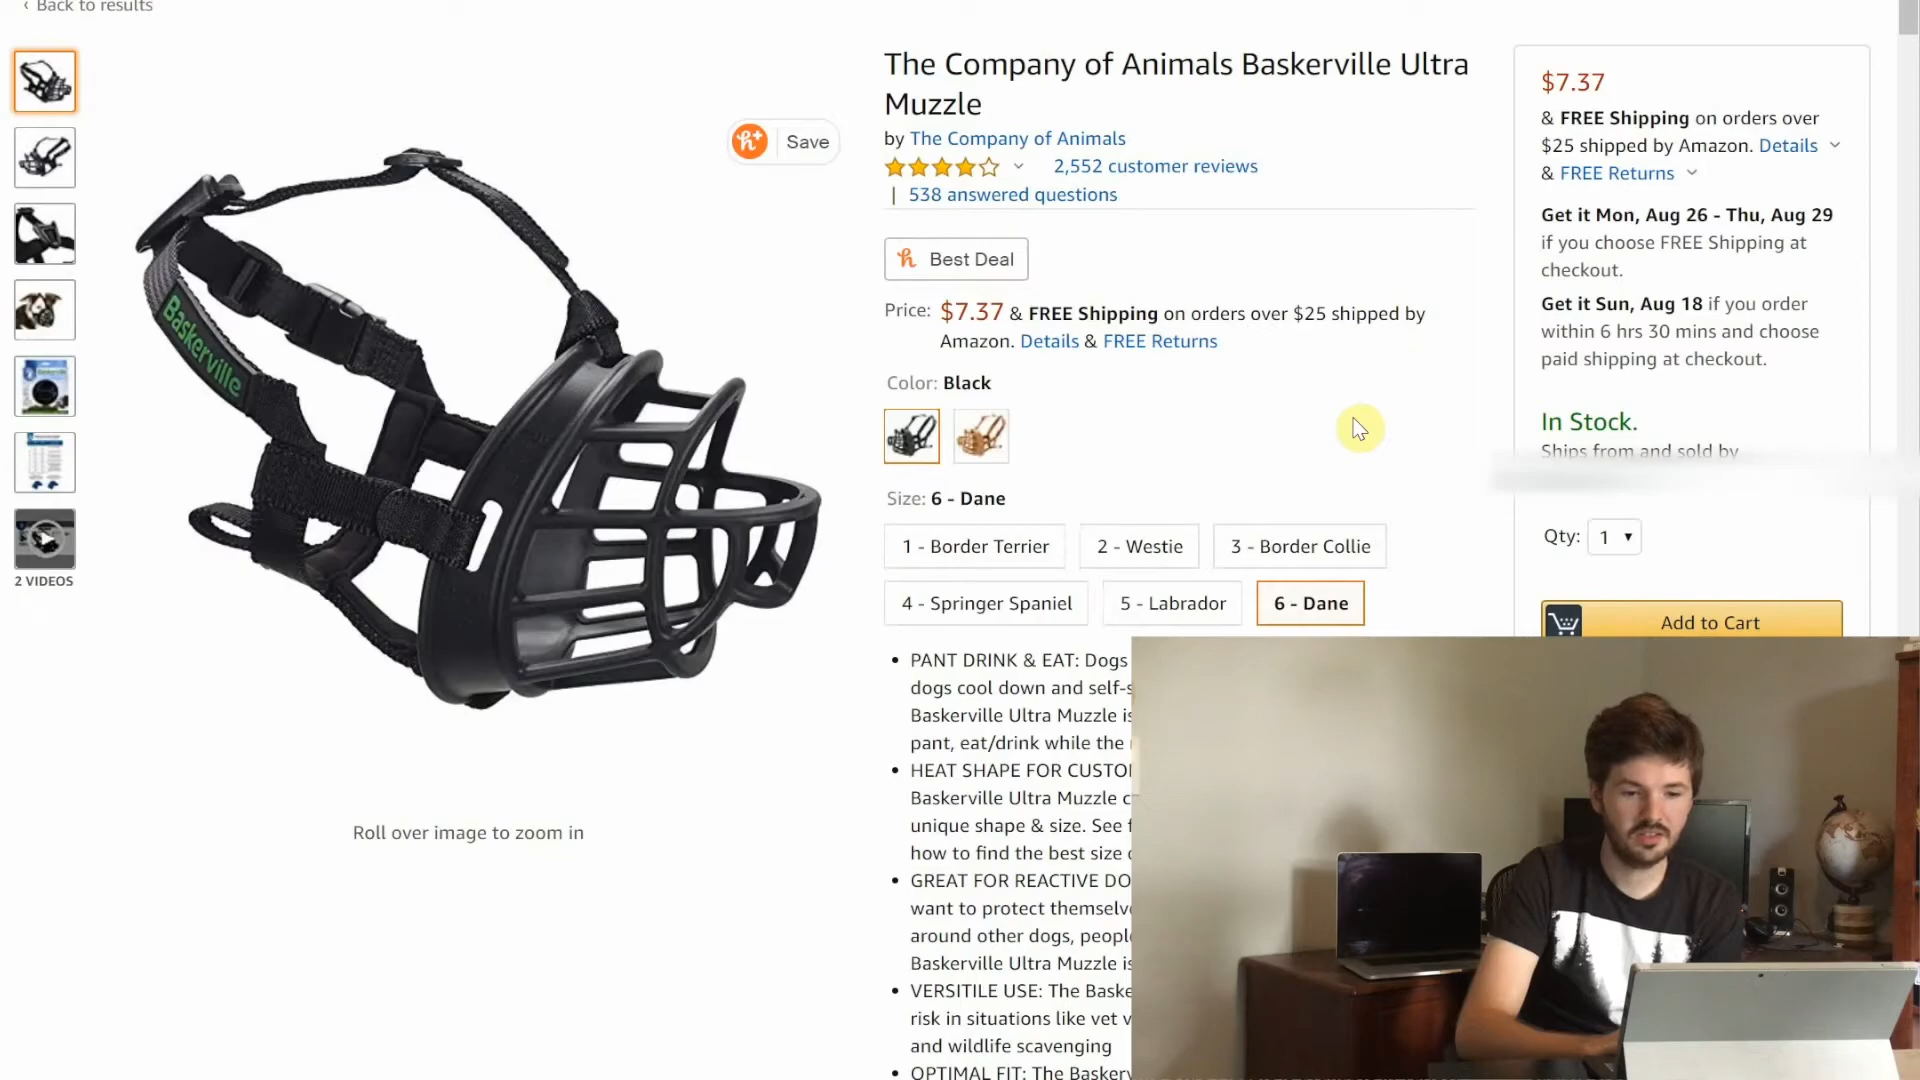 ‹ Back to results
2 VIDEOS
Baskerville
Save
Roll over image to zoom in
The Company of Animals Baskerville Ultra
Muzzle
by The Company of Animals
2,552 customer reviews
| 538 answered questions
Best Deal
Price: $7.37 & FREE Shipping on orders over $25 shipped by
Amazon. Details & FREE Returns
Color: Black
Size: 6 - Dane
1 - Border Terrier 2 - Westie 3 - Border Collie
4 - Springer Spaniel 5 - Labrador 6 - Dane
• PANT DRINK & EAT: Dogs
dogs cool down and self-s
Baskerville Ultra Muzzle is
pant, eat/drink while the
• HEAT SHAPE FOR CUSTO
Baskerville Ultra Muzzle c
unique shape & size. See
how to find the best size
• GREAT FOR REACTIVE DO
want to protect themselve
around other dogs, people
Baskerville Ultra Muzzle is
• VERSITILE USE: The Baske
risk in situations like vet v
and wildlife scavenging
• OPTIMAL FIT: The Baskerv
$7.37
& FREE Shipping on orders over
$25 shipped by Amazon. Details
& FREE Returns
Get it Mon, Aug 26 - Thu, Aug 29
if you choose FREE Shipping at
checkout.
Get it Sun, Aug 18 if you order
within 6 hrs 30 mins and choose
paid shipping at checkout.
In Stock.
Ships from and sold by
Qty: 1
Add to Cart